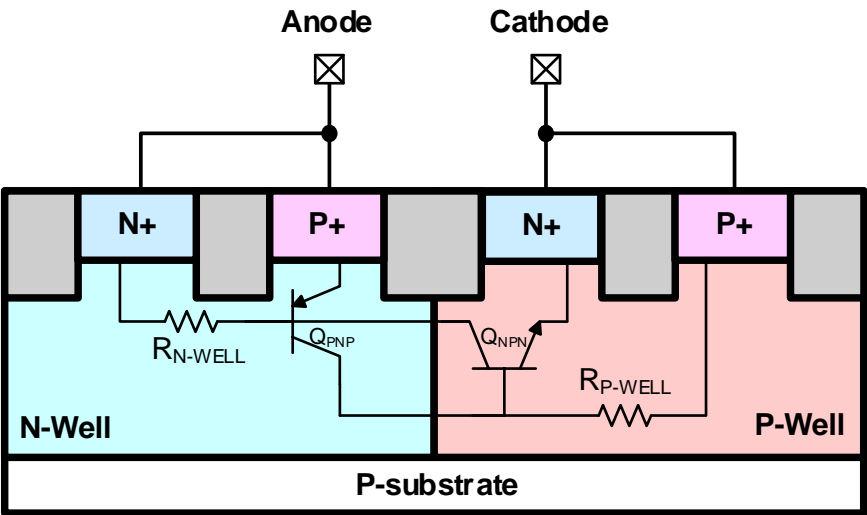 Anode Cathode
N+ P+ N+ P+
Q_PNP Q_NPN
R_N-WELL R_P-WELL
N-Well P-Well
P-substrate